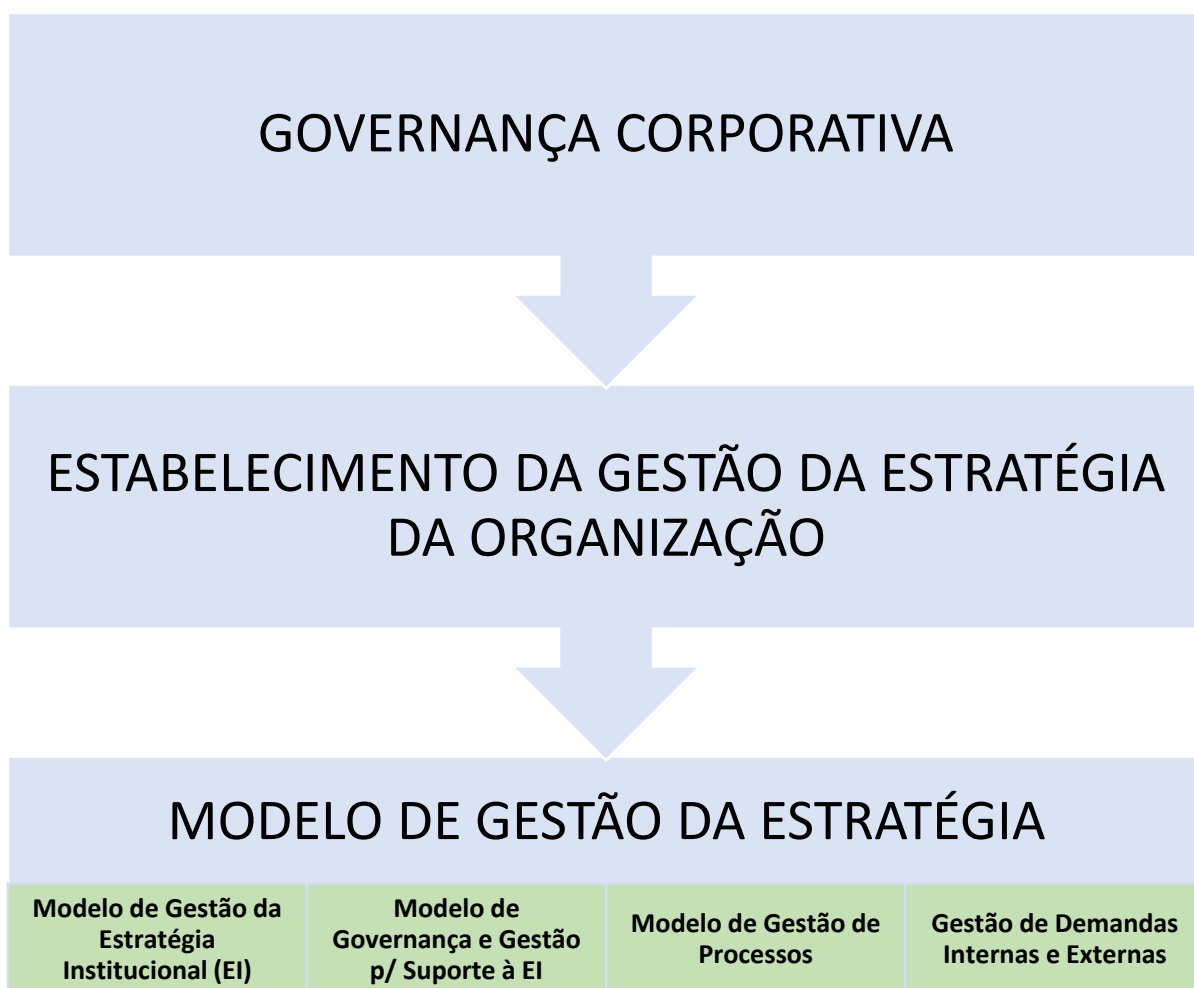 GOVERNANÇA CORPORATIVA
ESTABELECIMENTO DA GESTÃO DA ESTRATÉGIA
DA ORGANIZAÇÃO
MODELO DE GESTÃO DA ESTRATÉGIA
Modelo de Gestão da
Estratégia
Institucional (EI)
Modelo de
Governança e Gestão
p/ Suporte à EI
Modelo de Gestão de
Processos
Gestão de Demandas
Internas e Externas